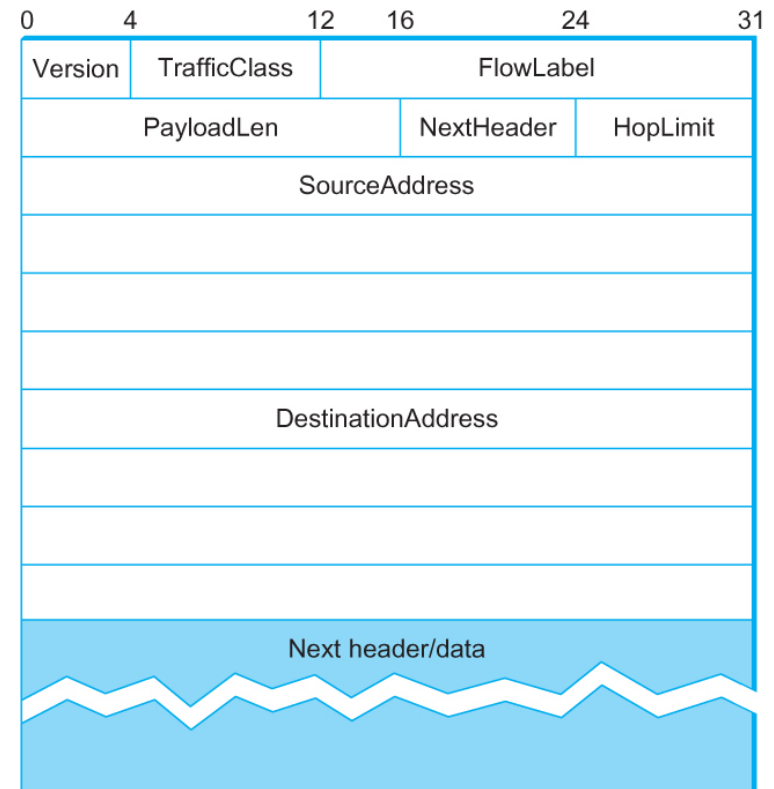 0 4 12 16 24 31
Version TrafficClass FlowLabel
PayloadLen NextHeader HopLimit
SourceAddress
DestinationAddress
Next header/data